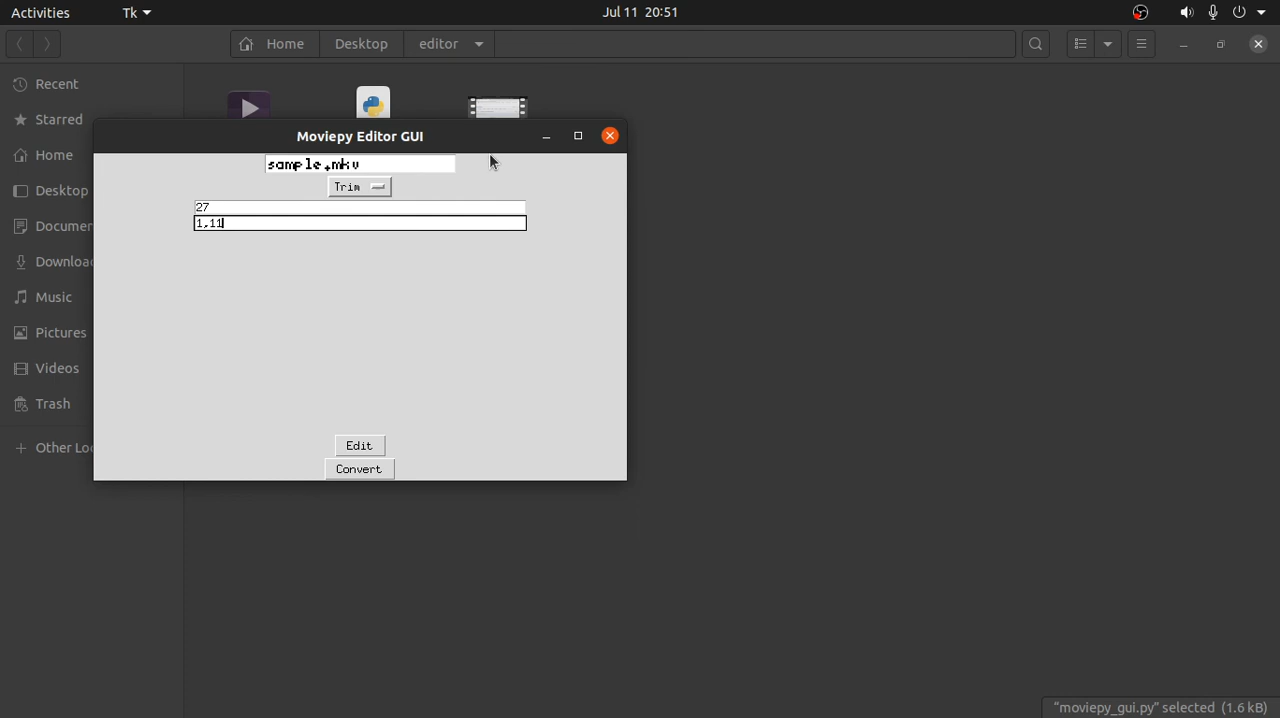 Activities
Tk
Jul 11 20:51
Home
Desktop
editor
Recent
Starred
Home
Desktop
Documen
Downloa
Music
Pictures
Videos
Trash
Other Loc
Moviepy Editor GUI
sample.mkv
Trim
27
1,11
Edit
Convert
"moviepy_gui.py" selected (1.6 kB)